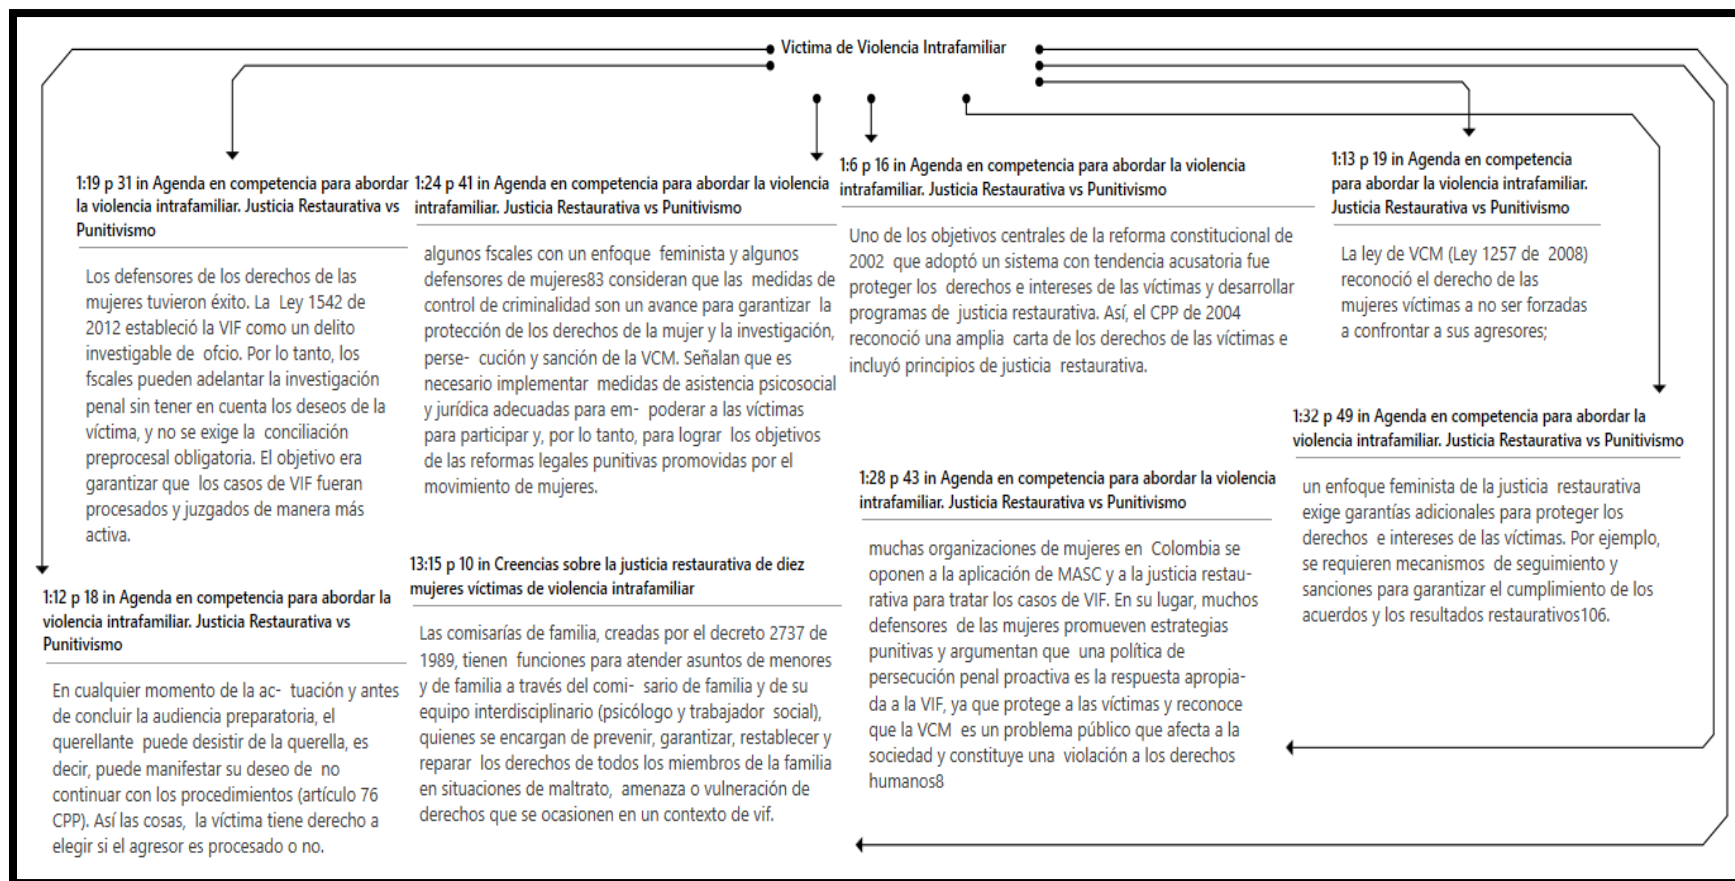 Victima de Violencia Intrafamiliar
1:19 p 31 in Agenda en competencia para abordar
la violencia intrafamiliar. Justicia Restaurativa vs
Punitivismo
Los defensores de los derechos de las
mujeres tuvieron éxito. La Ley 1542 de
2012 estableció la VIF como un delito
investigable de ofcio. Por lo tanto, los
fscales pueden adelantar la investigación
penal sin tener en cuenta los deseos de la
víctima, y no se exige la conciliación
preprocesal obligatoria. El objetivo era
garantizar que los casos de VIF fueran
procesados y juzgados de manera más
activa.
1:24 p 41 in Agenda en competencia para abordar la violencia
intrafamiliar. Justicia Restaurativa vs Punitivismo
algunos fscales con un enfoque feminista y algunos
defensores de mujeres83 consideran que las medidas de
control de criminalidad son un avance para garantizar la
protección de los derechos de la mujer y la investigación,
perse- cución y sanción de la VCM. Señalan que es
necesario implementar medidas de asistencia psicosocial
y jurídica adecuadas para em- poderar a las víctimas
para participar y, por lo tanto, para lograr los objetivos
de las reformas legales punitivas promovidas por el
movimiento de mujeres.
1:6 p 16 in Agenda en competencia para abordar la violencia
intrafamiliar. Justicia Restaurativa vs Punitivismo
Uno de los objetivos centrales de la reforma constitucional de
2002 que adoptó un sistema con tendencia acusatoria fue
proteger los derechos e intereses de las víctimas y desarrollar
programas de justicia restaurativa. Así, el CPP de 2004
reconoció una amplia carta de los derechos de las víctimas e
incluyó principios de justicia restaurativa.
1:13 p 19 in Agenda en competencia
para abordar la violencia intrafamiliar.
Justicia Restaurativa vs Punitivismo
La ley de VCM (Ley 1257 de 2008)
reconoció el derecho de las
mujeres víctimas a no ser forzadas
a confrontar a sus agresores;
1:12 p 18 in Agenda en competencia para abordar la
violencia intrafamiliar. Justicia Restaurativa vs
Punitivismo
En cualquier momento de la ac- tuación y antes
de concluir la audiencia preparatoria, el
querellante puede desistir de la querella, es
decir, puede manifestar su deseo de no
continuar con los procedimientos (artículo 76
CPP). Así las cosas, la víctima tiene derecho a
elegir si el agresor es procesado o no.
13:15 p 10 in Creencias sobre la justicia restaurativa de diez
mujeres víctimas de violencia intrafamiliar
Las comisarías de familia, creadas por el decreto 2737 de
1989, tienen funciones para atender asuntos de menores
y de familia a través del comi- sario de familia y de su
equipo interdisciplinario (psicólogo y trabajador social),
quienes se encargan de prevenir, garantizar, restablecer y
reparar los derechos de todos los miembros de la familia
en situaciones de maltrato, amenaza o vulneración de
derechos que se ocasionen en un contexto de vif.
1:28 p 43 in Agenda en competencia para abordar la violencia
intrafamiliar. Justicia Restaurativa vs Punitivismo
muchas organizaciones de mujeres en Colombia se
oponen a la aplicación de MASC y a la justicia restau-
rativa para tratar los casos de VIF. En su lugar, muchos
defensores de las mujeres promueven estrategias
punitivas y argumentan que una política de
persecución penal proactiva es la respuesta apropia-
da a la VIF, ya que protege a las víctimas y reconoce
que la VCM es un problema público que afecta a la
sociedad y constituye una violación a los derechos
humanos8
1:32 p 49 in Agenda en competencia para abordar la
violencia intrafamiliar. Justicia Restaurativa vs Punitivismo
un enfoque feminista de la justicia restaurativa
exige garantías adicionales para proteger los
derechos e intereses de las víctimas. Por ejemplo,
se requieren mecanismos de seguimiento y
sanciones para garantizar el cumplimiento de los
acuerdos y los resultados restaurativos106.